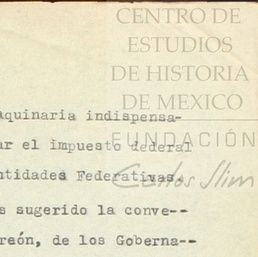 CENTRO DE
ESTUDIOS
DE HISTORIA
DE MEXICO
FUNDACIÓN
Carlos Slim
aquinaria indispensa-
ar el impuesto dederal
ntidades Federativas.
s sugerido la conve--
reón, de los Goberna--